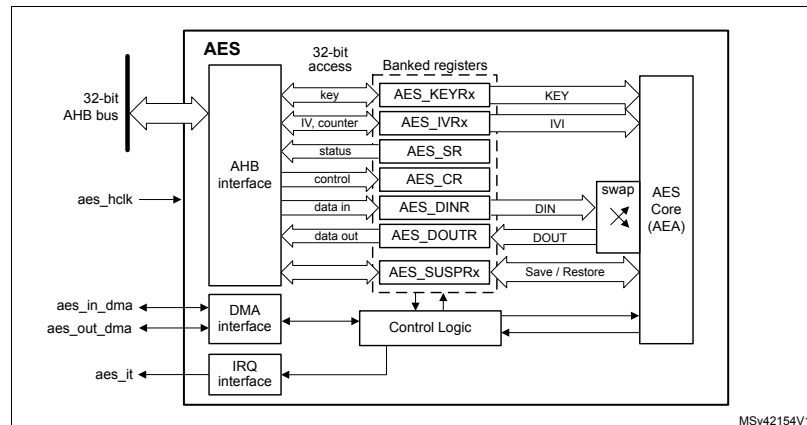 AES
32-bit
access
Banked registers
32-bit
AHB bus
AHB
interface
key
AES_KEYRx
KEY
IV, counter
AES_IVRx
IVI
status
AES_SR
control
AES_CR
aes_hclk
data in
AES_DINR
DIN
swap
AES
Core
(AEA)
data out
AES_DOUTR
DOUT
AES_SUSPRx
Save / Restore
aes_in_dma
aes_out_dma
DMA
interface
Control Logic
aes_it
IRQ
interface
MSv42154V1